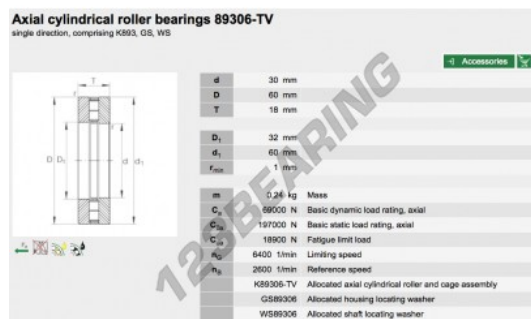 Axial cylindrical roller bearings 89306-TV
single direction, comprising K893, GS, WS
Accessories
T
r
r
D D1 d d1
d 30 mm
D 60 mm
T 18 mm
D1 32 mm
d1 60 mm
rmin 1 mm
m 0,24 kg Mass
Ca 69000 N Basic dynamic load rating, axial
C0a 197000 N Basic static load rating, axial
Cua 18900 N Fatigue limit load
nG 6400 1/min Limiting speed
nB 2600 1/min Reference speed
K89306-TV Allocated axial cylindrical roller and cage assembly
GS89306 Allocated housing locating washer
WS89306 Allocated shaft locating washer
123BEARING